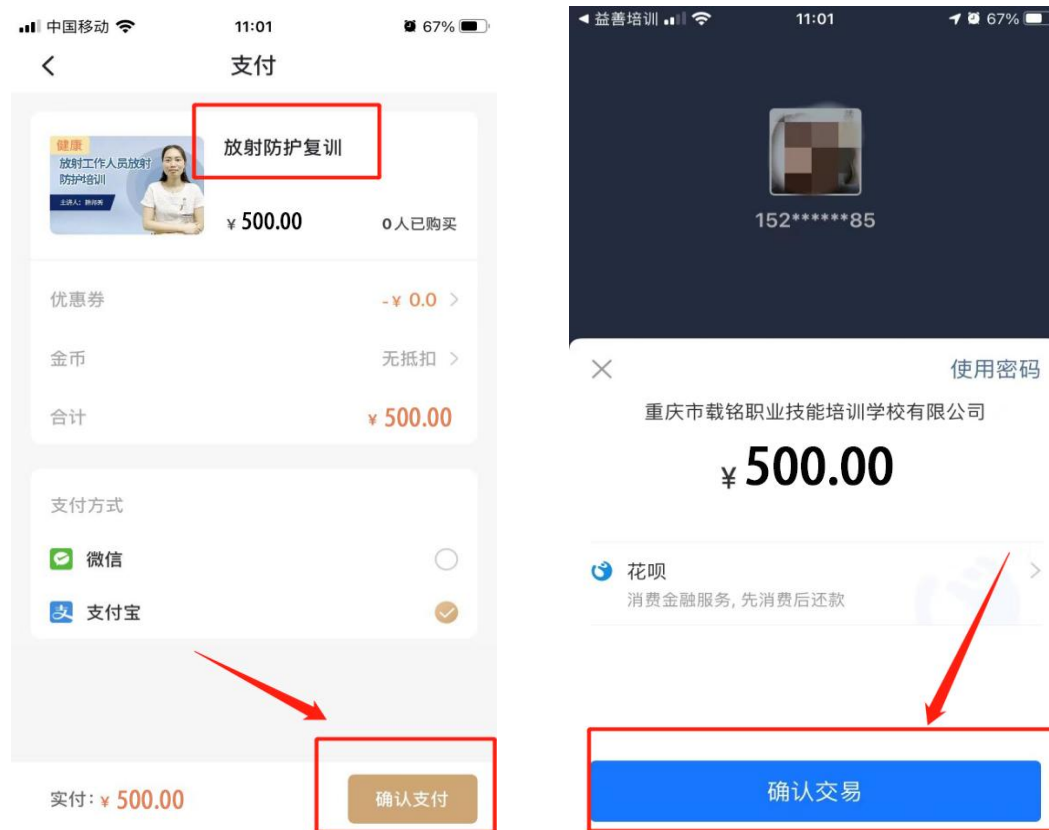 中国移动 11:01 67%
支付
健康
放射工作人员放射
防护培训
放射防护复训
¥ 500.00 0人已购买
优惠券 -¥ 0.0
金币 无抵扣
合计 ¥ 500.00
支付方式
微信
支付宝
实付: ¥ 500.00 确认支付
益善培训 11:01 67%
152******85
使用密码
重庆市载铭职业技能培训学校有限公司
¥ 500.00
花呗
消费金融服务, 先消费后还款
确认交易